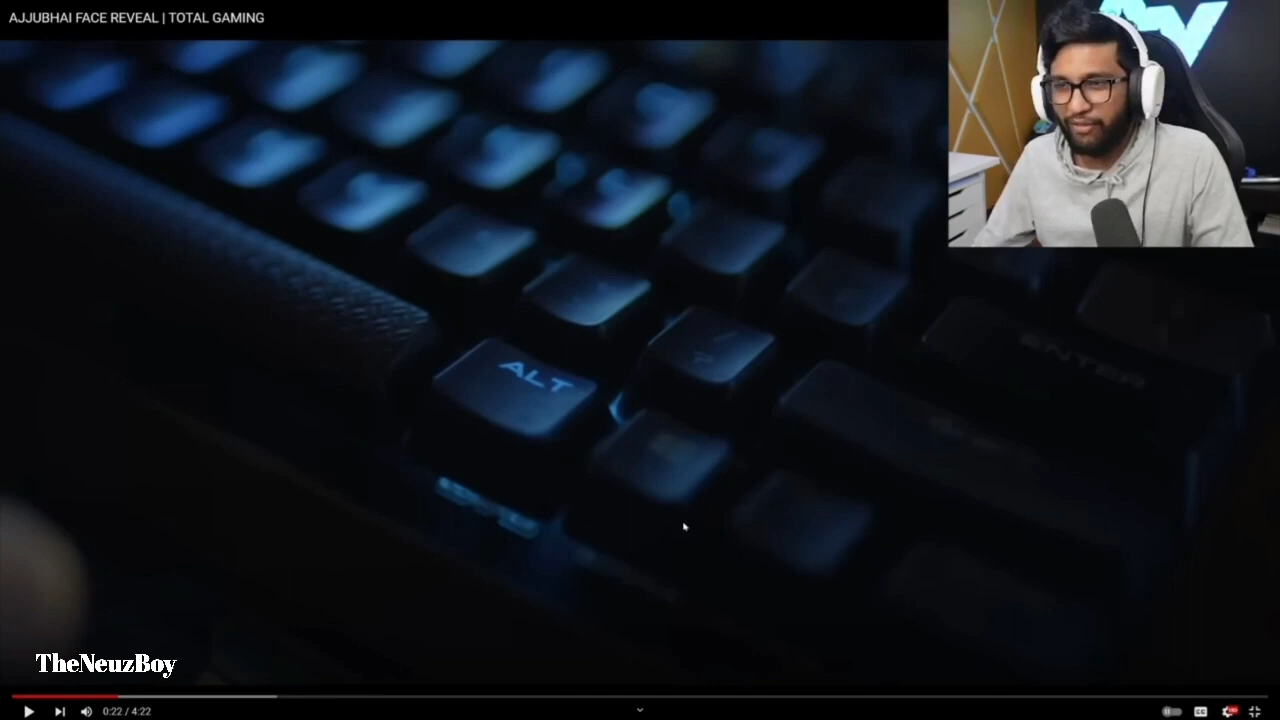 AJJUBHAI FACE REVEAL | TOTAL GAMING
ALT
ENTER
TheNeuzBoy
0:22 / 4:22